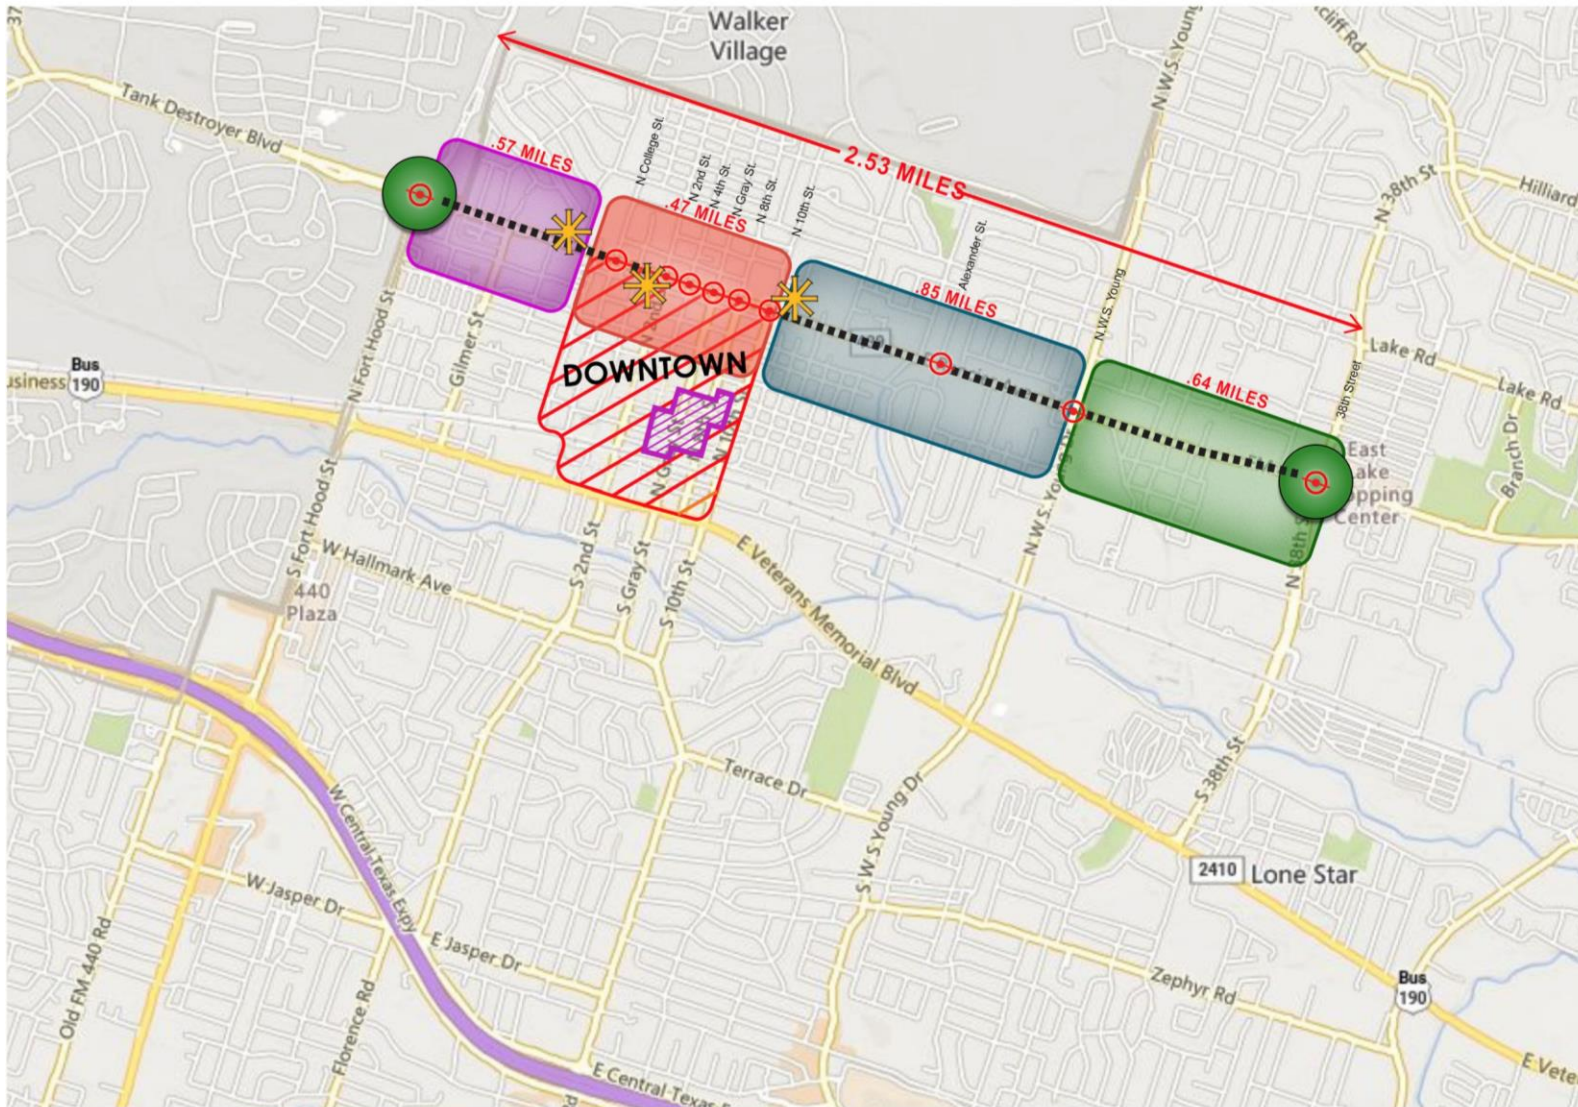 37
Walker
Village
N W.S. Young
Tank Destroyer Blvd
.57 MILES
N College St.
N 2nd St.
N 4th St.
N Gray St.
N 8th St.
N 10th St.
.47 MILES
2.53 MILES
N 38th St
Hilliard
Alexander St.
.85 MILES
N.W.S. Young
Lake Rd
Lake Rd
38th Street
.64 MILES
N Fort Hood St
Gilmer St
Bus
190
DOWNTOWN
East
Center
Branch Dr
S Fort Hood St
W Hallmark Ave
440
Plaza
S 2nd St
S Gray St
S 10th St
E Veterans Memorial Blvd
S 38th St
Terrace Dr
S W S Young Dr
2410
Lone Star
W Central Texas Expy
W Jasper Dr
E Jasper Dr
Old FM 440 Rd
Florence Rd
Zephyr Rd
Bus
190
E Central Texas